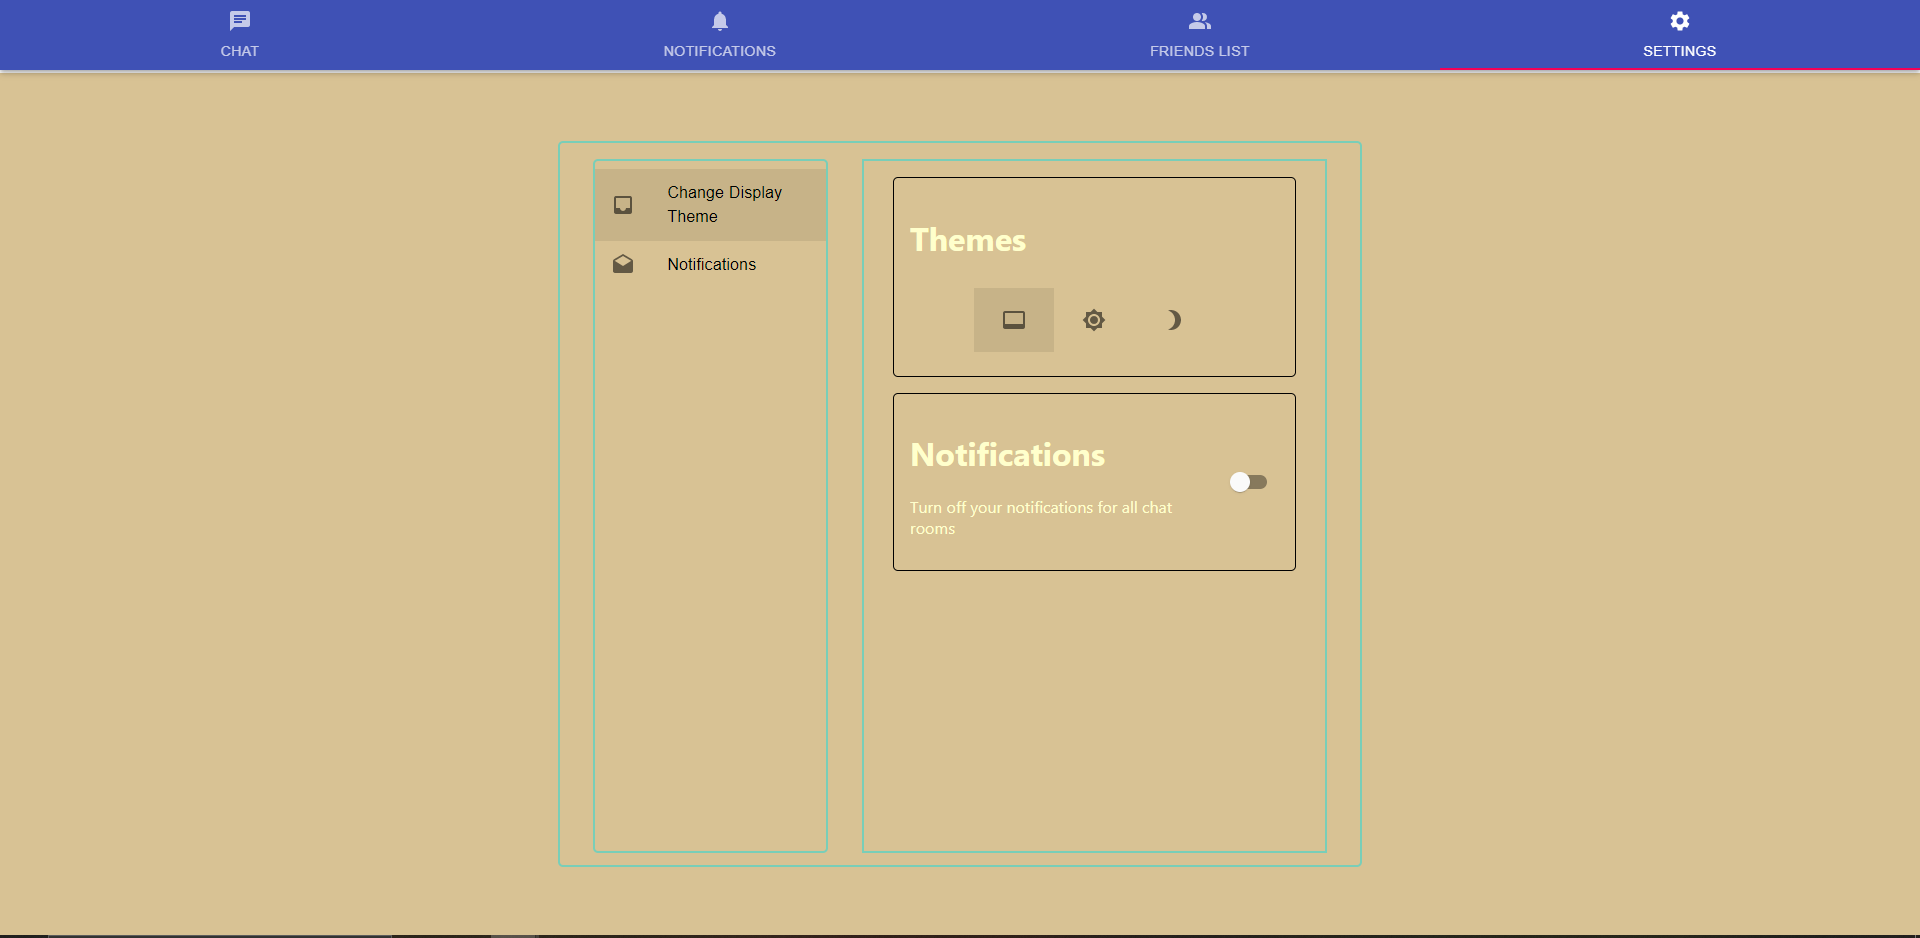 CHAT
NOTIFICATIONS
FRIENDS LIST
SETTINGS
Change Display
Theme
Notifications
Themes
Notifications
Turn off your notifications for all chat
rooms